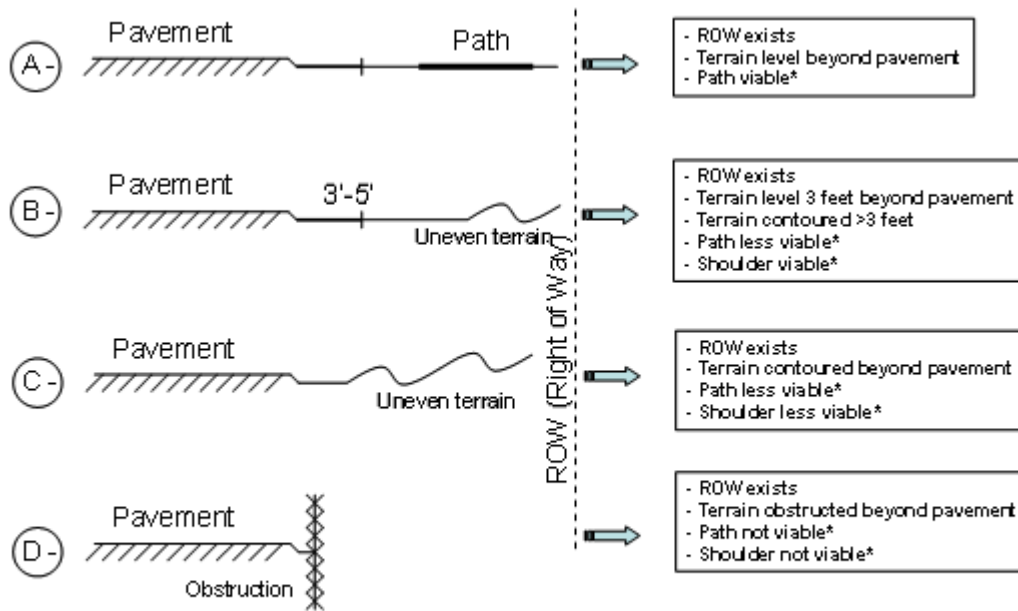 A -
Pavement
Path
- ROW exists
- Terrain level beyond pavement
- Path viable*
B -
Pavement
3'-5'
Uneven terrain
- ROW exists
- Terrain level 3 feet beyond pavement
- Terrain contoured >3 feet
- Path less viable*
- Shoulder viable*
ROW (Right of Way)
C -
Pavement
Uneven terrain
- ROW exists
- Terrain contoured beyond pavement
- Path less viable*
- Shoulder less viable*
D -
Pavement
Obstruction
- ROW exists
- Terrain obstructed beyond pavement
- Path not viable*
- Shoulder not viable*